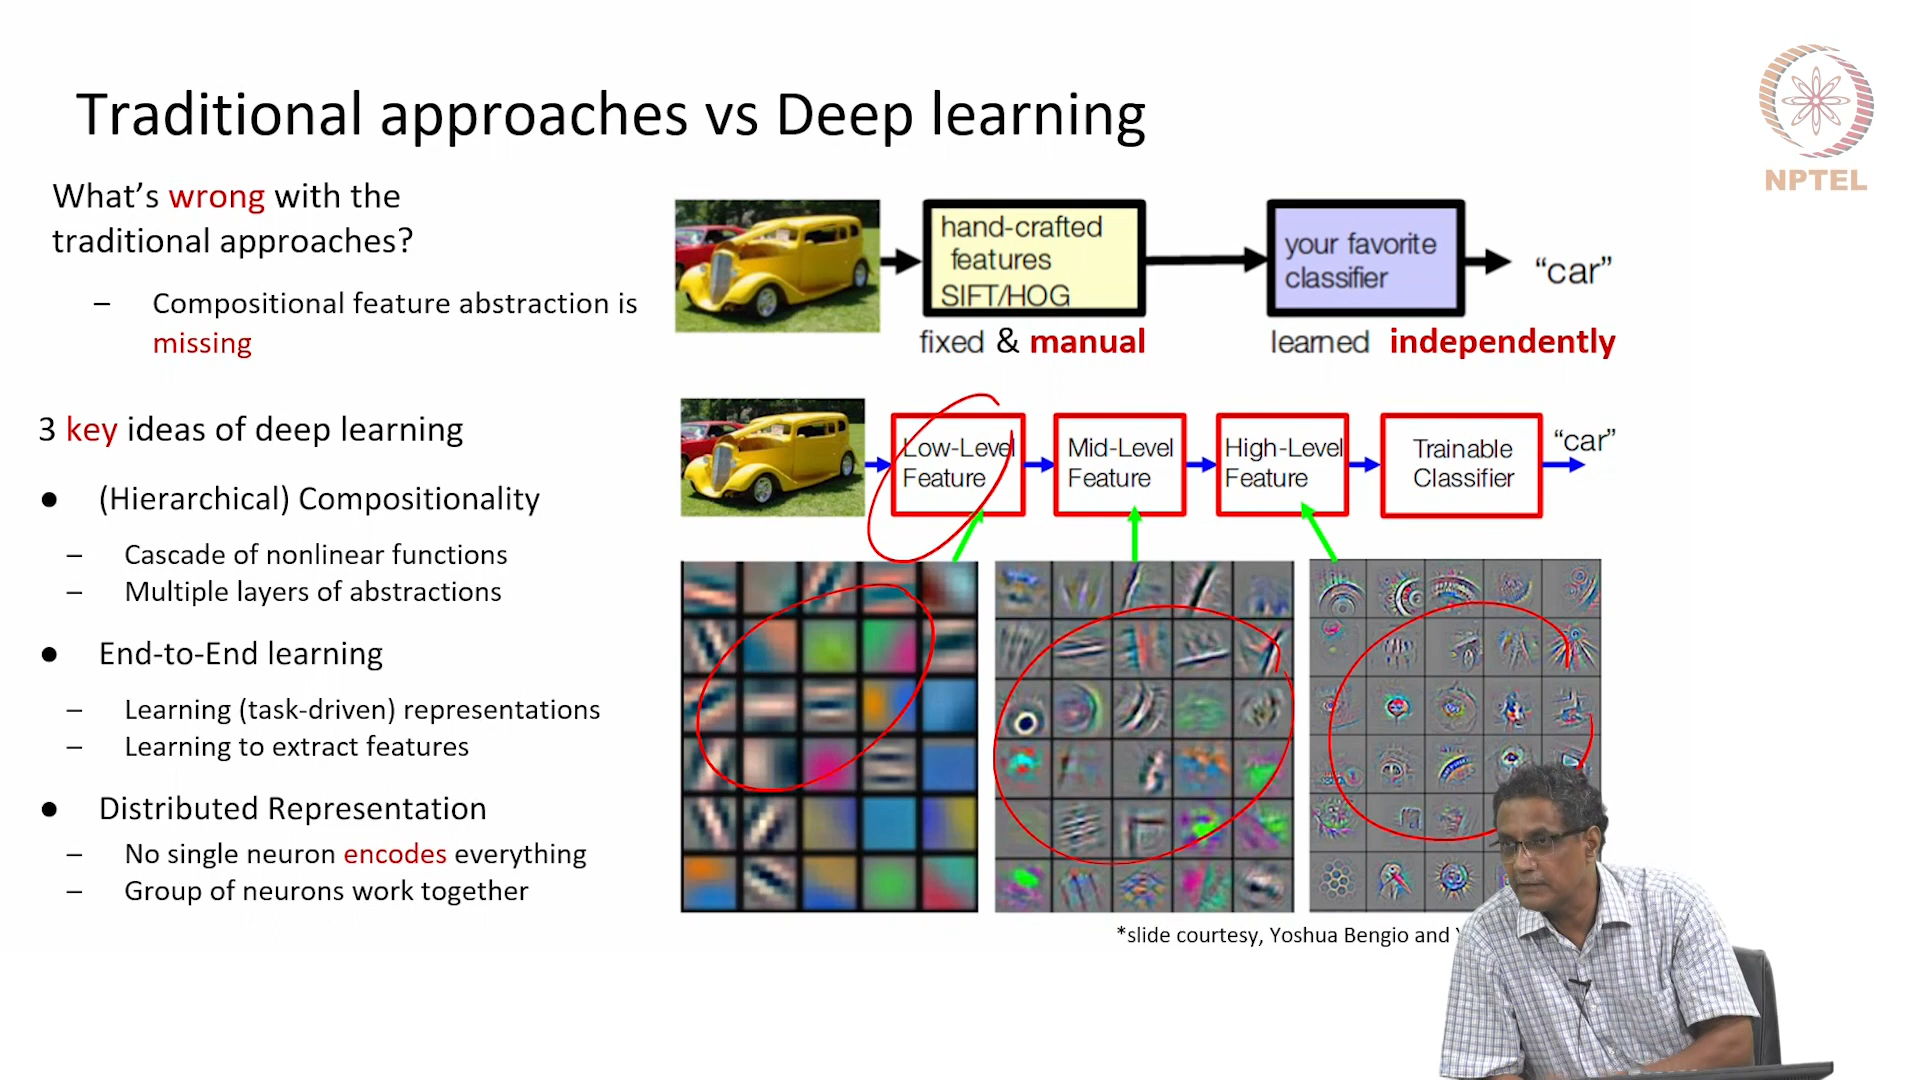 Traditional approaches vs Deep learning
NPTEL
What’s wrong with the
traditional approaches?
– Compositional feature abstraction is
missing
3 key ideas of deep learning
● (Hierarchical) Compositionality
– Cascade of nonlinear functions
– Multiple layers of abstractions
● End-to-End learning
– Learning (task-driven) representations
– Learning to extract features
● Distributed Representation
– No single neuron encodes everything
– Group of neurons work together
hand-crafted
features
SIFT/HOG
fixed & manual
your favorite
classifier
learned independently
“car”
Low-Level
Feature
Mid-Level
Feature
High-Level
Feature
Trainable
Classifier
“car”
*slide courtesy, Yoshua Bengio and